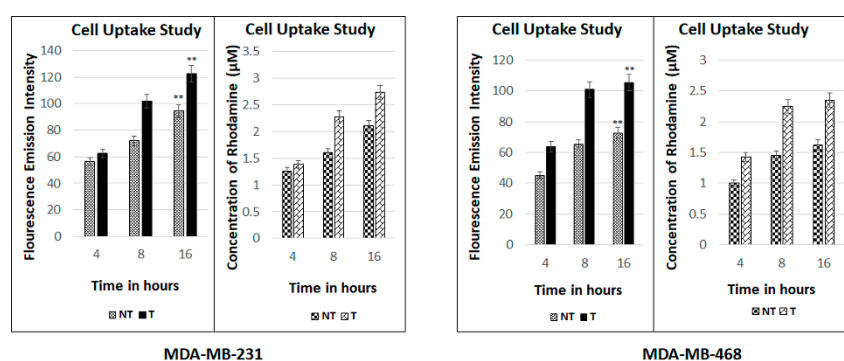 Cell Uptake Study
Flourescence Emission Intensity
140
120
100
80
60
40
20
0
**
**
4 8 16
Time in hours
NT T
Cell Uptake Study
Concentration of Rhodamine (µM)
3.5
3
2.5
2
1.5
1
0.5
0
4 8 16
Time in hours
NT T
MDA-MB-231
Cell Uptake Study
Flourescence Emission Intensity
120
100
80
60
40
20
0
**
**
4 8 16
Time in hours
NT T
Cell Uptake Study
Concentration of Rhodamine (µM)
3
2.5
2
1.5
1
0.5
0
4 8 16
Time in hours
NT T
MDA-MB-468